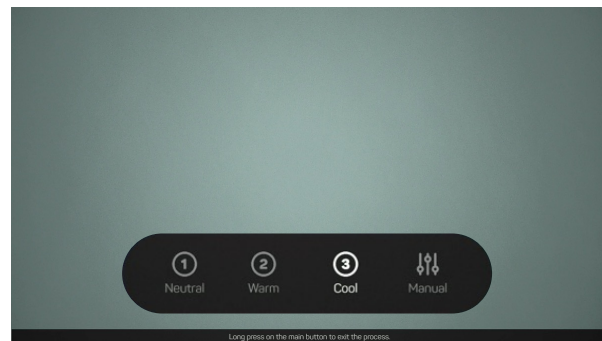 1 2 3
Neutral Warm Cool Manual
Long press on the main button to exit the process.